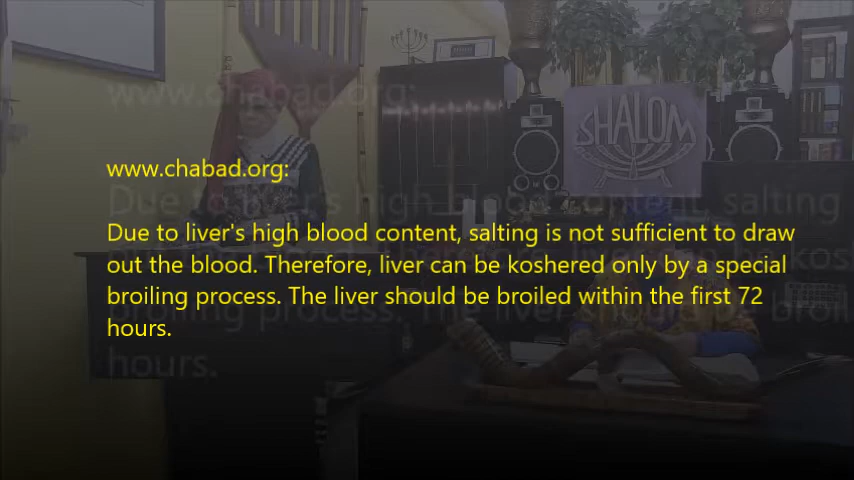 SHALOM
www.chabad.org:
Due to liver's high blood content, salting is not sufficient to draw
out the blood. Therefore, liver can be koshered only by a special
broiling process. The liver should be broiled within the first 72
hours.